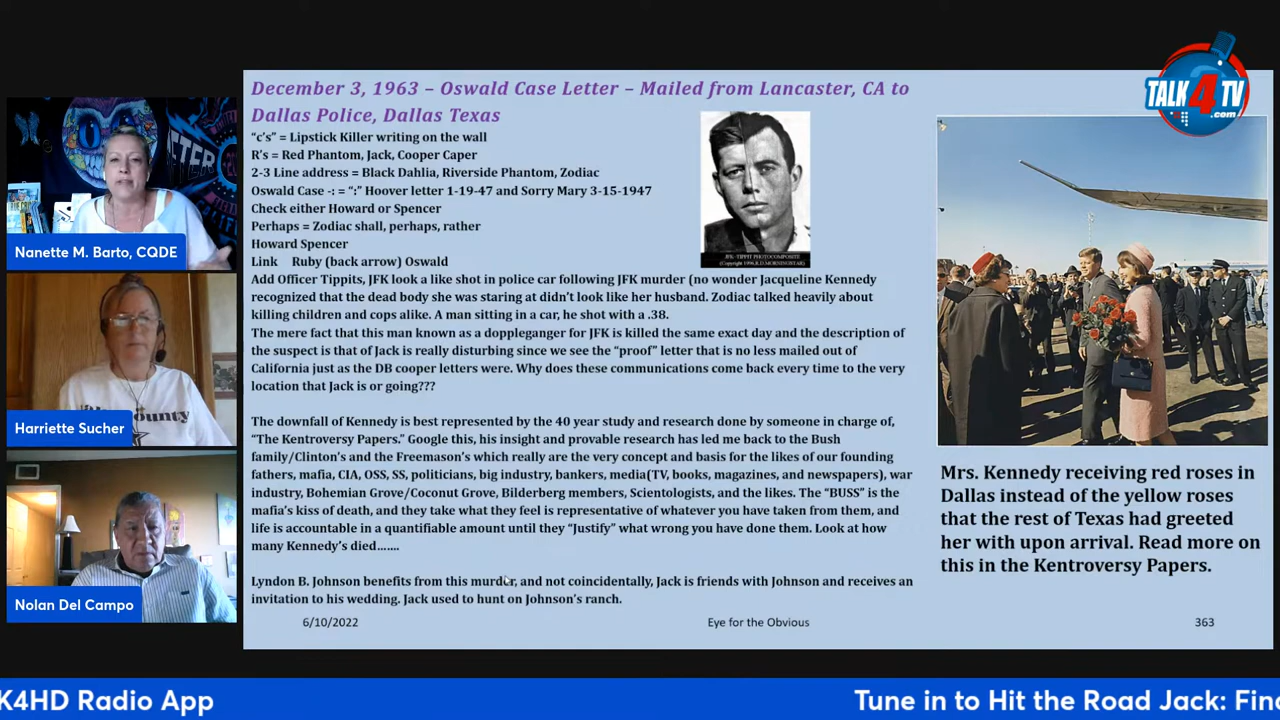 TALK4TV
.com
December 3, 1963 – Oswald Case Letter – Mailed from Lancaster, CA to
Dallas Police, Dallas Texas
“c’s” = Lipstick Killer writing on the wall
R’s = Red Phantom, Jack, Cooper Caper
2-3 Line address = Black Dahlia, Riverside Phantom, Zodiac
Oswald Case -: = “:” Hoover letter 1-19-47 and Sorry Mary 3-15-1947
Check either Howard or Spencer
Perhaps = Zodiac shall, perhaps, rather
Howard Spencer
Link Ruby (back arrow) Oswald
JFK-TIPPIT PHOTOCOMPOSITE
(Copyright 1996,R.D.MORNINGSTAR)
Add Officer Tippits, JFK look a like shot in police car following JFK murder (no wonder Jacqueline Kennedy
recognized that the dead body she was staring at didn’t look like her husband. Zodiac talked heavily about
killing children and cops alike. A man sitting in a car, he shot with a .38.
The mere fact that this man known as a doppleganger for JFK is killed the same exact day and the description of
the suspect is that of Jack is really disturbing since we see the “proof” letter that is no less mailed out of
California just as the DB cooper letters were. Why does these communications come back every time to the very
location that Jack is or going???
The downfall of Kennedy is best represented by the 40 year study and research done by someone in charge of,
“The Kentroversy Papers.” Google this, his insight and provable research has led me back to the Bush
family/Clinton’s and the Freemason’s which really are the very concept and basis for the likes of our founding
fathers, mafia, CIA, OSS, SS, politicians, big industry, bankers, media(TV, books, magazines, and newspapers), war
industry, Bohemian Grove/Coconut Grove, Bilderberg members, Scientologists, and the likes. The “BUSS” is the
mafia’s kiss of death, and they take what they feel is representative of whatever you have taken from them, and
life is accountable in a quantifiable amount until they “Justify” what wrong you have done them. Look at how
many Kennedy’s died…….
Lyndon B. Johnson benefits from this murder, and not coincidentally, Jack is friends with Johnson and receives an
invitation to his wedding. Jack used to hunt on Johnson’s ranch.
Mrs. Kennedy receiving red roses in
Dallas instead of the yellow roses
that the rest of Texas had greeted
her with upon arrival. Read more on
this in the Kentroversy Papers.
6/10/2022
Eye for the Obvious
363
Nanette M. Barto, CQDE
Harriette Sucher
Nolan Del Campo
K4HD Radio App
Tune in to Hit the Road Jack: Find